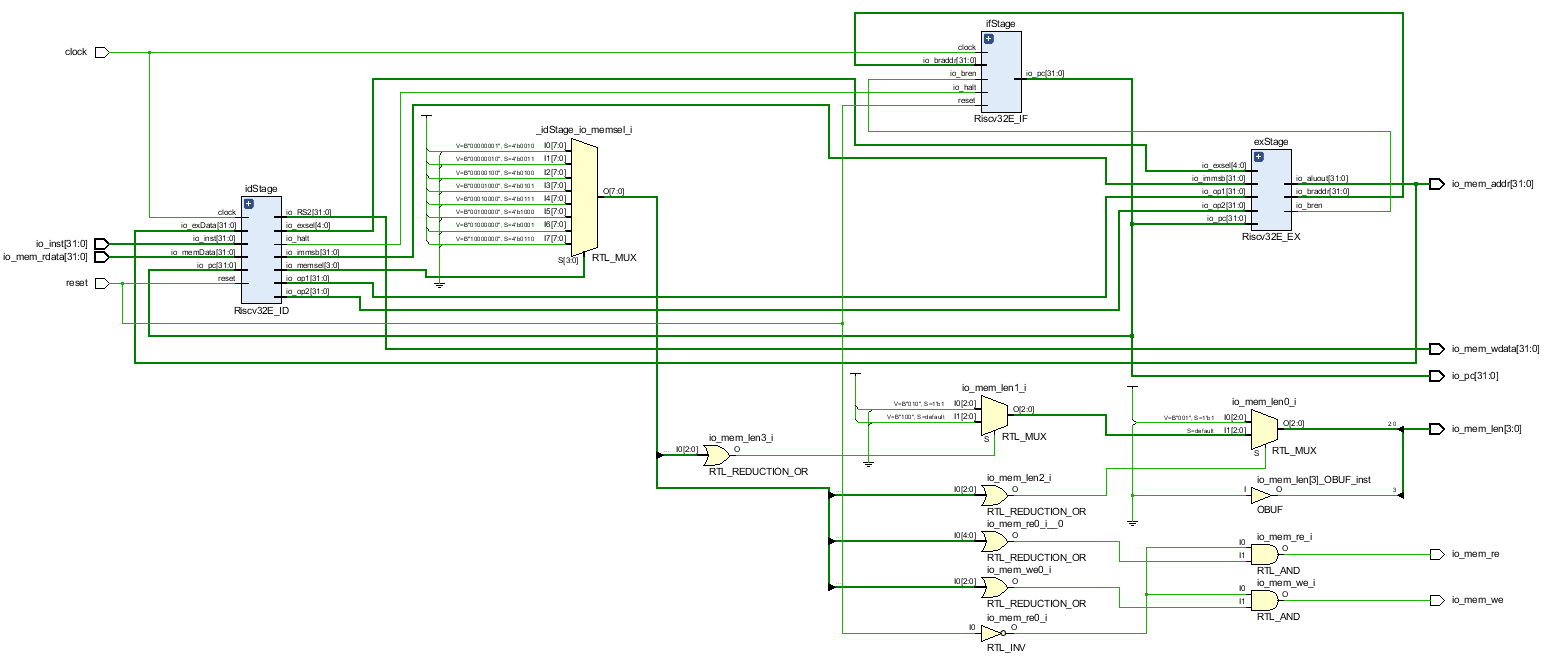 clock
ifStage
clock
io_braddr[31:0]
io_bren
io_halt
reset
io_pc[31:0]
Riscv32E_IF
_idStage_io_memsel_i
V=B"00000001", S=4'b0010
V=B"00000010", S=4'b0011
V=B"00000100", S=4'b0100
V=B"00001000", S=4'b0101
V=B"00010000", S=4'b0111
V=B"00100000", S=4'b1000
V=B"01000000", S=4'b0001
V=B"10000000", S=4'b0110
I0[7:0]
I1[7:0]
I2[7:0]
I3[7:0]
I4[7:0]
I5[7:0]
I6[7:0]
I7[7:0]
S[3:0]
O[7:0]
RTL_MUX
exStage
io_exsel[4:0]
io_immsb[31:0]
io_op1[31:0]
io_op2[31:0]
io_pc[31:0]
io_aluout[31:0]
io_braddr[31:0]
io_bren
Riscv32E_EX
io_mem_addr[31:0]
idStage
clock
io_exData[31:0]
io_inst[31:0]
io_memData[31:0]
io_pc[31:0]
reset
io_RS2[31:0]
io_exsel[4:0]
io_halt
io_immsb[31:0]
io_memsel[3:0]
io_op1[31:0]
io_op2[31:0]
Riscv32E_ID
io_inst[31:0]
io_mem_rdata[31:0]
reset
io_mem_wdata[31:0]
io_pc[31:0]
io_mem_len1_i
V=B"010", S=1'b1
V=B"100", S=default
I0[2:0]
I1[2:0]
S
O[2:0]
RTL_MUX
io_mem_len0_i
V=B"001", S=1'b1
S=default
I0[2:0]
I1[2:0]
S
O[2:0]
RTL_MUX
2:0
io_mem_len[3:0]
io_mem_len3_i
I0[2:0]
O
RTL_REDUCTION_OR
io_mem_len2_i
I0[2:0]
O
RTL_REDUCTION_OR
io_mem_len[3]_OBUF_inst
I
O
3
OBUF
io_mem_re0_i__0
I0[4:0]
O
RTL_REDUCTION_OR
io_mem_re_i
I0
I1
O
RTL_AND
io_mem_re
io_mem_we0_i
I0[2:0]
O
RTL_REDUCTION_OR
io_mem_we_i
I0
I1
O
RTL_AND
io_mem_we
io_mem_re0_i
I0
O
RTL_INV